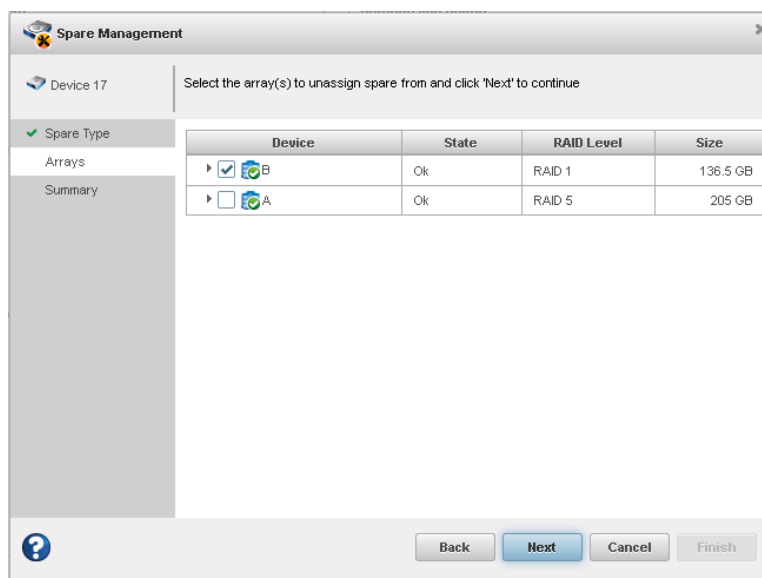 Spare Management
Device 17
Select the array(s) to unassign spare from and click 'Next' to continue
Spare Type
Arrays
Summary
Device State RAID Level Size
B Ok RAID 1 136.5 GB
A Ok RAID 5 205 GB
Back Next Cancel Finish